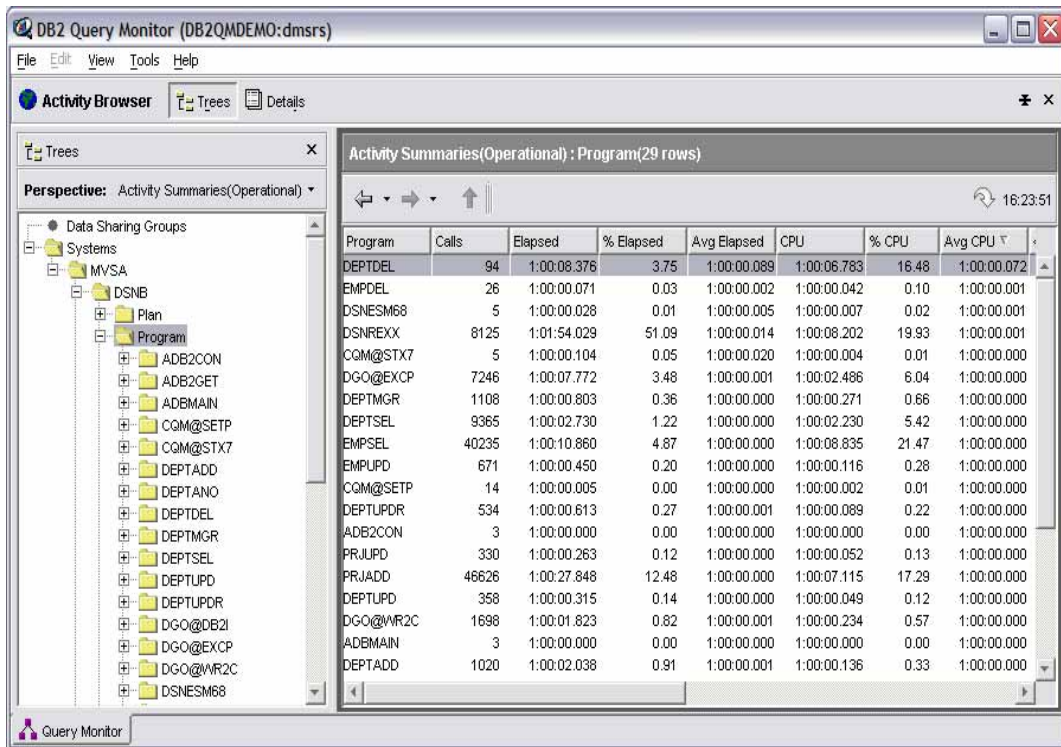 DB2 Query Monitor (DB2QMDEMO:dmsrs)
File Edit View Tools Help
Activity Browser Trees Details
Trees
Perspective: Activity Summaries(Operational)
Data Sharing Groups
Systems
MVSA
DSNB
Plan
Program
ADB2CON
ADB2GET
ADBMAIN
CQM@SETP
CQM@STX7
DEPTADD
DEPTANO
DEPTDEL
DEPTMGR
DEPTSEL
DEPTUPD
DEPTUPDR
DGO@DB2I
DGO@EXCP
DGO@WR2C
DSNESM68
Activity Summaries(Operational) : Program(29 rows)
16:23:51
Program Calls Elapsed % Elapsed Avg Elapsed CPU % CPU Avg CPU
DEPTDEL 94 1:00:08.376 3.75 1:00:00.089 1:00:06.783 16.48 1:00:00.072
EMPDEL 26 1:00:00.071 0.03 1:00:00.002 1:00:00.042 0.10 1:00:00.001
DSNESM68 5 1:00:00.028 0.01 1:00:00.005 1:00:00.007 0.02 1:00:00.001
DSNREXX 8125 1:01:54.029 51.09 1:00:00.014 1:00:08.202 19.93 1:00:00.001
CQM@STX7 5 1:00:00.104 0.05 1:00:00.020 1:00:00.004 0.01 1:00:00.000
DGO@EXCP 7246 1:00:07.772 3.48 1:00:00.001 1:00:02.486 6.04 1:00:00.000
DEPTMGR 1108 1:00:00.803 0.36 1:00:00.000 1:00:00.271 0.66 1:00:00.000
DEPTSEL 9365 1:00:02.730 1.22 1:00:00.000 1:00:02.230 5.42 1:00:00.000
EMPSEL 40235 1:00:10.860 4.87 1:00:00.000 1:00:08.835 21.47 1:00:00.000
EMPUPD 671 1:00:00.450 0.20 1:00:00.000 1:00:00.116 0.28 1:00:00.000
CQM@SETP 14 1:00:00.005 0.00 1:00:00.000 1:00:00.002 0.01 1:00:00.000
DEPTUPDR 534 1:00:00.613 0.27 1:00:00.001 1:00:00.089 0.22 1:00:00.000
ADB2CON 3 1:00:00.000 0.00 1:00:00.000 1:00:00.000 0.00 1:00:00.000
PRJUPD 330 1:00:00.263 0.12 1:00:00.000 1:00:00.052 0.13 1:00:00.000
PRJADD 46626 1:00:27.848 12.48 1:00:00.000 1:00:07.115 17.29 1:00:00.000
DEPTUPD 358 1:00:00.315 0.14 1:00:00.000 1:00:00.049 0.12 1:00:00.000
DGO@WR2C 1698 1:00:01.823 0.82 1:00:00.001 1:00:00.234 0.57 1:00:00.000
ADBMAIN 3 1:00:00.000 0.00 1:00:00.000 1:00:00.000 0.00 1:00:00.000
DEPTADD 1020 1:00:02.038 0.91 1:00:00.001 1:00:00.136 0.33 1:00:00.000
Query Monitor